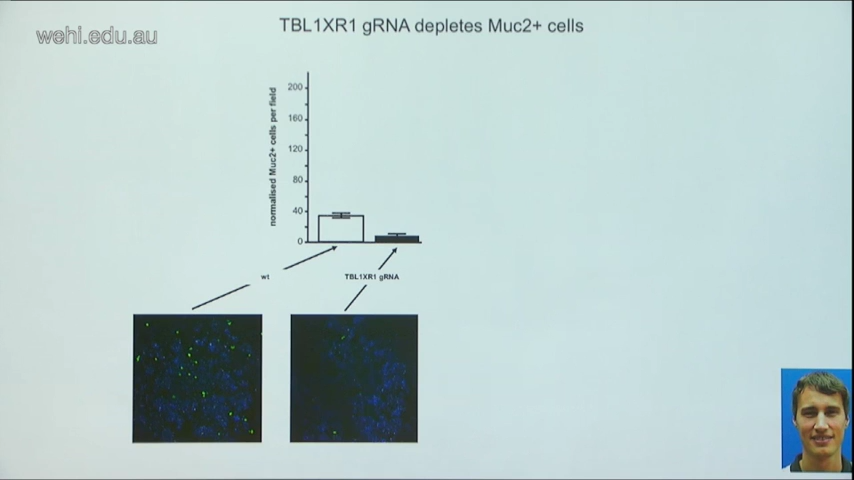 wehi.edu.au
TBL1XR1 gRNA depletes Muc2+ cells
normalised Muc2+ cells per field
200
160
120
80
40
0
wt
TBL1XR1 gRNA